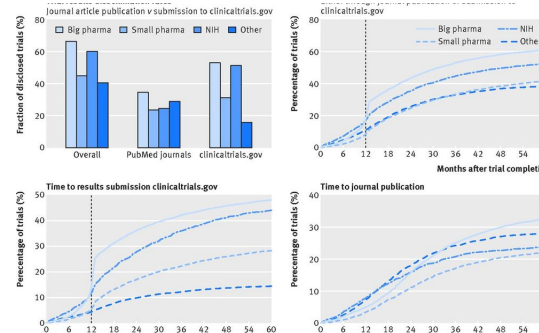 Journal article publication v submission to clinicaltrials.gov
Fraction of disclosed trials (%)
80
60
40
20
0
Big pharma
Small pharma
NIH
Other
Overall
PubMed journals
clinicaltrials.gov
clinicaltrials.gov
Percentage of trials (%)
80
60
40
20
0
Big pharma
NIH
Small pharma
Othe
0 6 12 18 24 30 36 42 48 54
Months after trial completi
Time to results submission clinicaltrials.gov
Perecentage of trials (%)
50
40
30
20
10
0
0 6 12 18 24 30 36 42 48 54 60
Time to journal publication
Perecentage of trials (%)
40
30
20
10
0
0 6 12 18 24 30 36 42 48 54